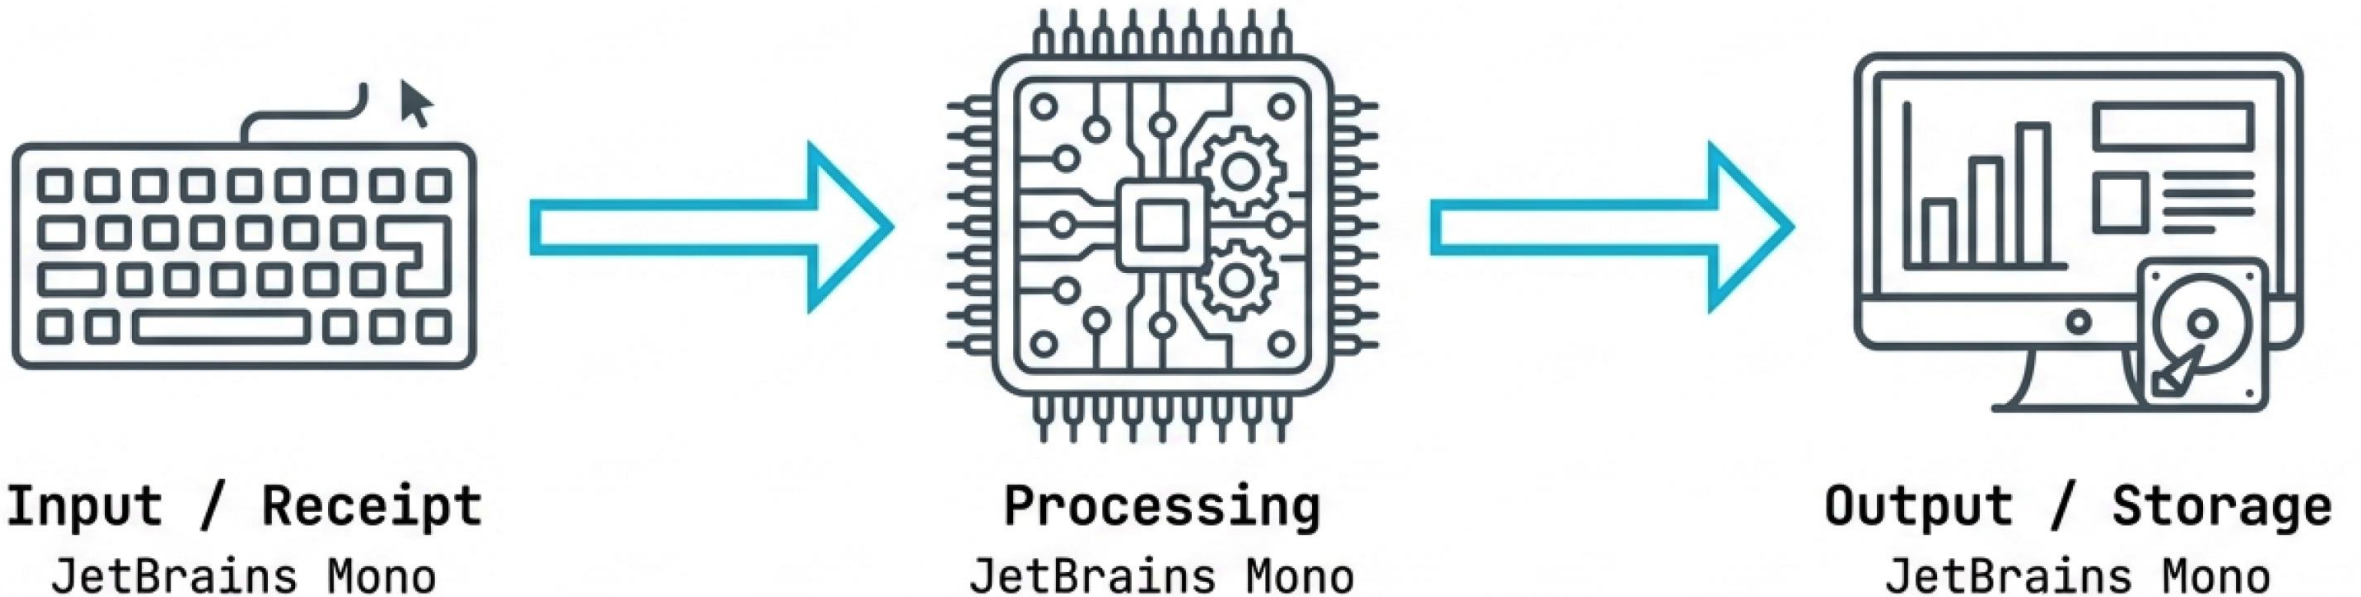 Input / Receipt
JetBrains Mono
Processing
JetBrains Mono
Output / Storage
JetBrains Mono